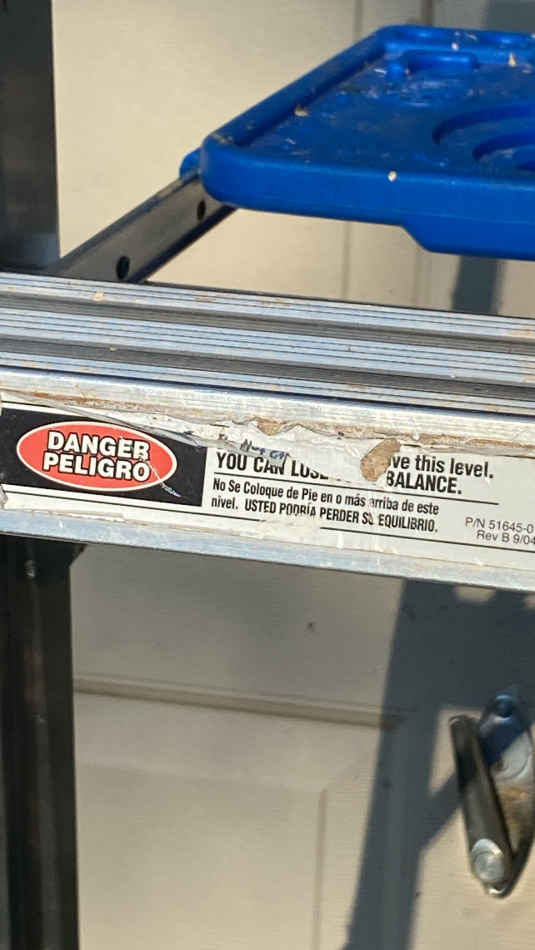 DANGER
PELIGRO
ve this level.
YOU CAN LOSE BALANCE.
No Se Coloque de Pie en o más arriba de este
nivel. USTED PODRÍA PERDER SU EQUILIBRIO.
P/N 51645-0
Rev B 9/04